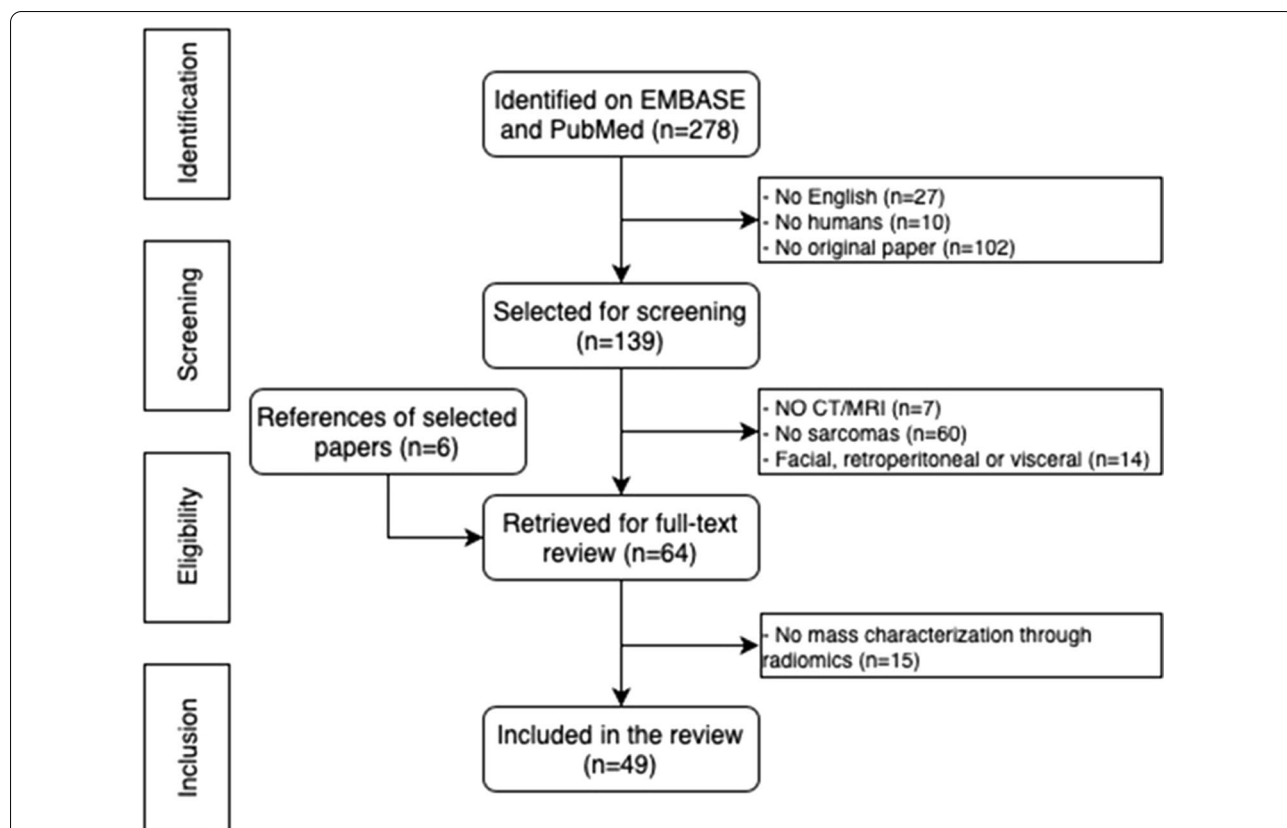 Identification
Identified on EMBASE
and PubMed (n=278)
- No English (n=27)
- No humans (n=10)
- No original paper (n=102)
Screening
Selected for screening
(n=139)
- NO CT/MRI (n=7)
- No sarcomas (n=60)
- Facial, retroperitoneal or visceral (n=14)
References of selected
papers (n=6)
Eligibility
Retrieved for full-text
review (n=64)
- No mass characterization through
radiomics (n=15)
Inclusion
Included in the review
(n=49)